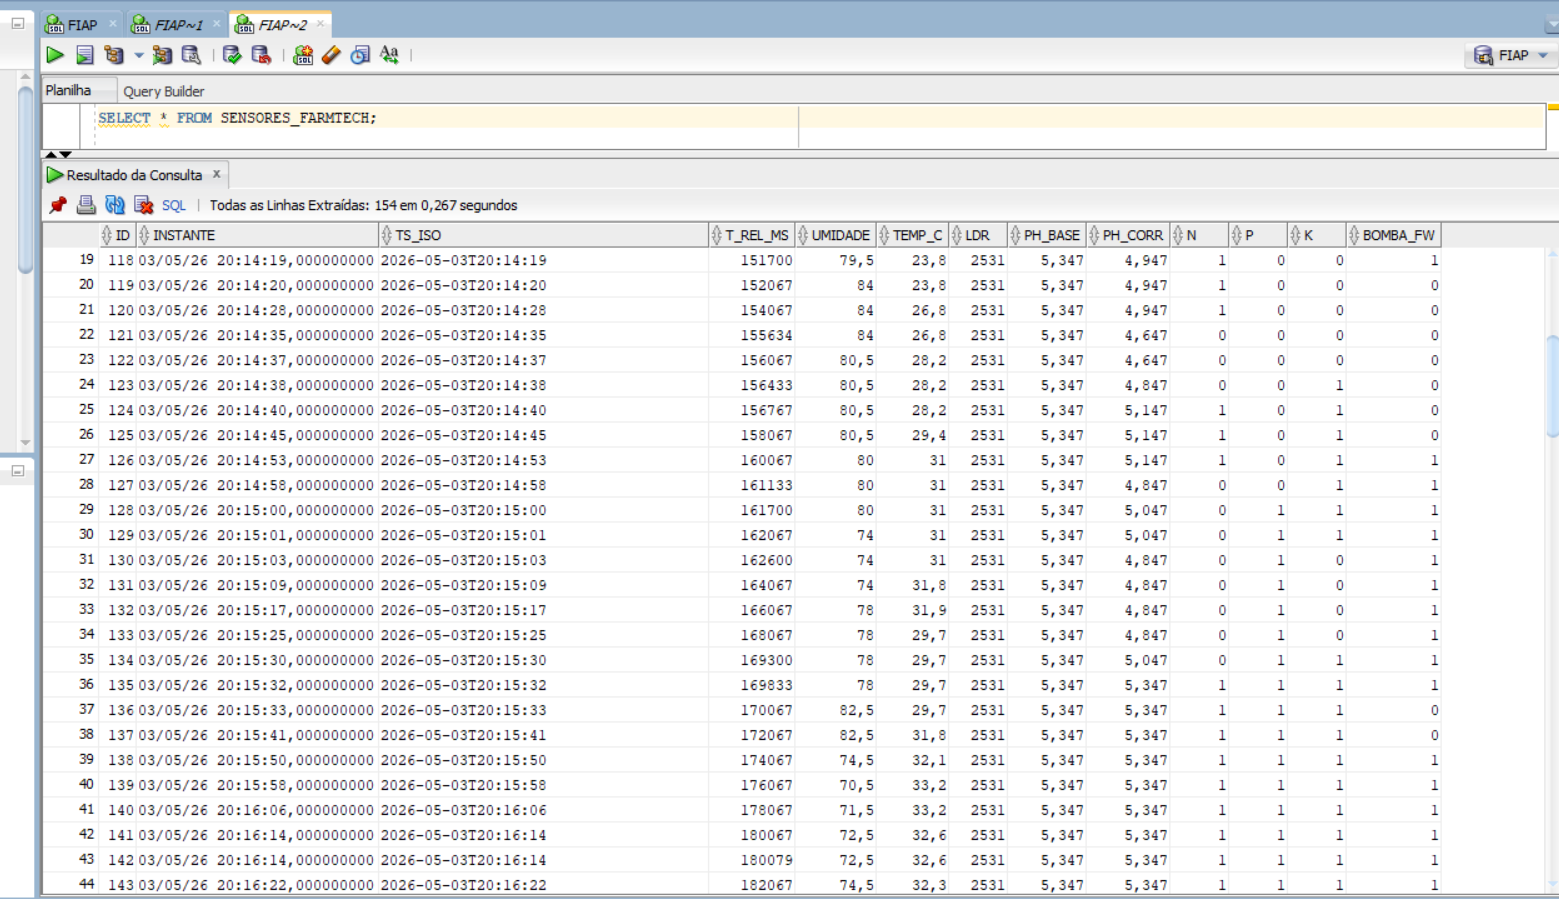 FIAP FIAP~1 FIAP~2
FIAP
Planilha Query Builder
SELECT * FROM SENSORES_FARMTECH;
Resultado da Consulta x
SQL | Todas as Linhas Extraídas: 154 em 0,267 segundos
ID INSTANTE TS_ISO T_REL_MS UMIDADE TEMP_C LDR PH_BASE PH_CORR N P K BOMBA_FW
19 118 03/05/26 20:14:19,000000000 2026-05-03T20:14:19 151700 79,5 23,8 2531 5,347 4,947 1 0 0 1
20 119 03/05/26 20:14:20,000000000 2026-05-03T20:14:20 152067 84 23,8 2531 5,347 4,947 1 0 0 0
21 120 03/05/26 20:14:28,000000000 2026-05-03T20:14:28 154067 84 26,8 2531 5,347 4,947 1 0 0 0
22 121 03/05/26 20:14:35,000000000 2026-05-03T20:14:35 155634 84 26,8 2531 5,347 4,647 0 0 0 0
23 122 03/05/26 20:14:37,000000000 2026-05-03T20:14:37 156067 80,5 28,2 2531 5,347 4,647 0 0 0 0
24 123 03/05/26 20:14:38,000000000 2026-05-03T20:14:38 156433 80,5 28,2 2531 5,347 4,847 0 0 1 0
25 124 03/05/26 20:14:40,000000000 2026-05-03T20:14:40 156767 80,5 28,2 2531 5,347 5,147 1 0 1 0
26 125 03/05/26 20:14:45,000000000 2026-05-03T20:14:45 158067 80,5 29,4 2531 5,347 5,147 1 0 1 0
27 126 03/05/26 20:14:53,000000000 2026-05-03T20:14:53 160067 80 31 2531 5,347 5,147 1 0 1 1
28 127 03/05/26 20:14:58,000000000 2026-05-03T20:14:58 161133 80 31 2531 5,347 4,847 0 0 1 1
29 128 03/05/26 20:15:00,000000000 2026-05-03T20:15:00 161700 80 31 2531 5,347 5,047 0 1 1 1
30 129 03/05/26 20:15:01,000000000 2026-05-03T20:15:01 162067 74 31 2531 5,347 5,047 0 1 1 1
31 130 03/05/26 20:15:03,000000000 2026-05-03T20:15:03 162600 74 31 2531 5,347 4,847 0 1 0 1
32 131 03/05/26 20:15:09,000000000 2026-05-03T20:15:09 164067 74 31,8 2531 5,347 4,847 0 1 0 1
33 132 03/05/26 20:15:17,000000000 2026-05-03T20:15:17 166067 78 31,9 2531 5,347 4,847 0 1 0 1
34 133 03/05/26 20:15:25,000000000 2026-05-03T20:15:25 168067 78 29,7 2531 5,347 4,847 0 1 0 1
35 134 03/05/26 20:15:30,000000000 2026-05-03T20:15:30 169300 78 29,7 2531 5,347 5,047 0 1 1 1
36 135 03/05/26 20:15:32,000000000 2026-05-03T20:15:32 169833 78 29,7 2531 5,347 5,347 1 1 1 1
37 136 03/05/26 20:15:33,000000000 2026-05-03T20:15:33 170067 82,5 29,7 2531 5,347 5,347 1 1 1 0
38 137 03/05/26 20:15:41,000000000 2026-05-03T20:15:41 172067 82,5 31,8 2531 5,347 5,347 1 1 1 0
39 138 03/05/26 20:15:50,000000000 2026-05-03T20:15:50 174067 74,5 32,1 2531 5,347 5,347 1 1 1 1
40 139 03/05/26 20:15:58,000000000 2026-05-03T20:15:58 176067 70,5 33,2 2531 5,347 5,347 1 1 1 1
41 140 03/05/26 20:16:06,000000000 2026-05-03T20:16:06 178067 71,5 33,2 2531 5,347 5,347 1 1 1 1
42 141 03/05/26 20:16:14,000000000 2026-05-03T20:16:14 180067 72,5 32,6 2531 5,347 5,347 1 1 1 1
43 142 03/05/26 20:16:14,000000000 2026-05-03T20:16:14 180079 72,5 32,6 2531 5,347 5,347 1 1 1 1
44 143 03/05/26 20:16:22,000000000 2026-05-03T20:16:22 182067 74,5 32,3 2531 5,347 5,347 1 1 1 1